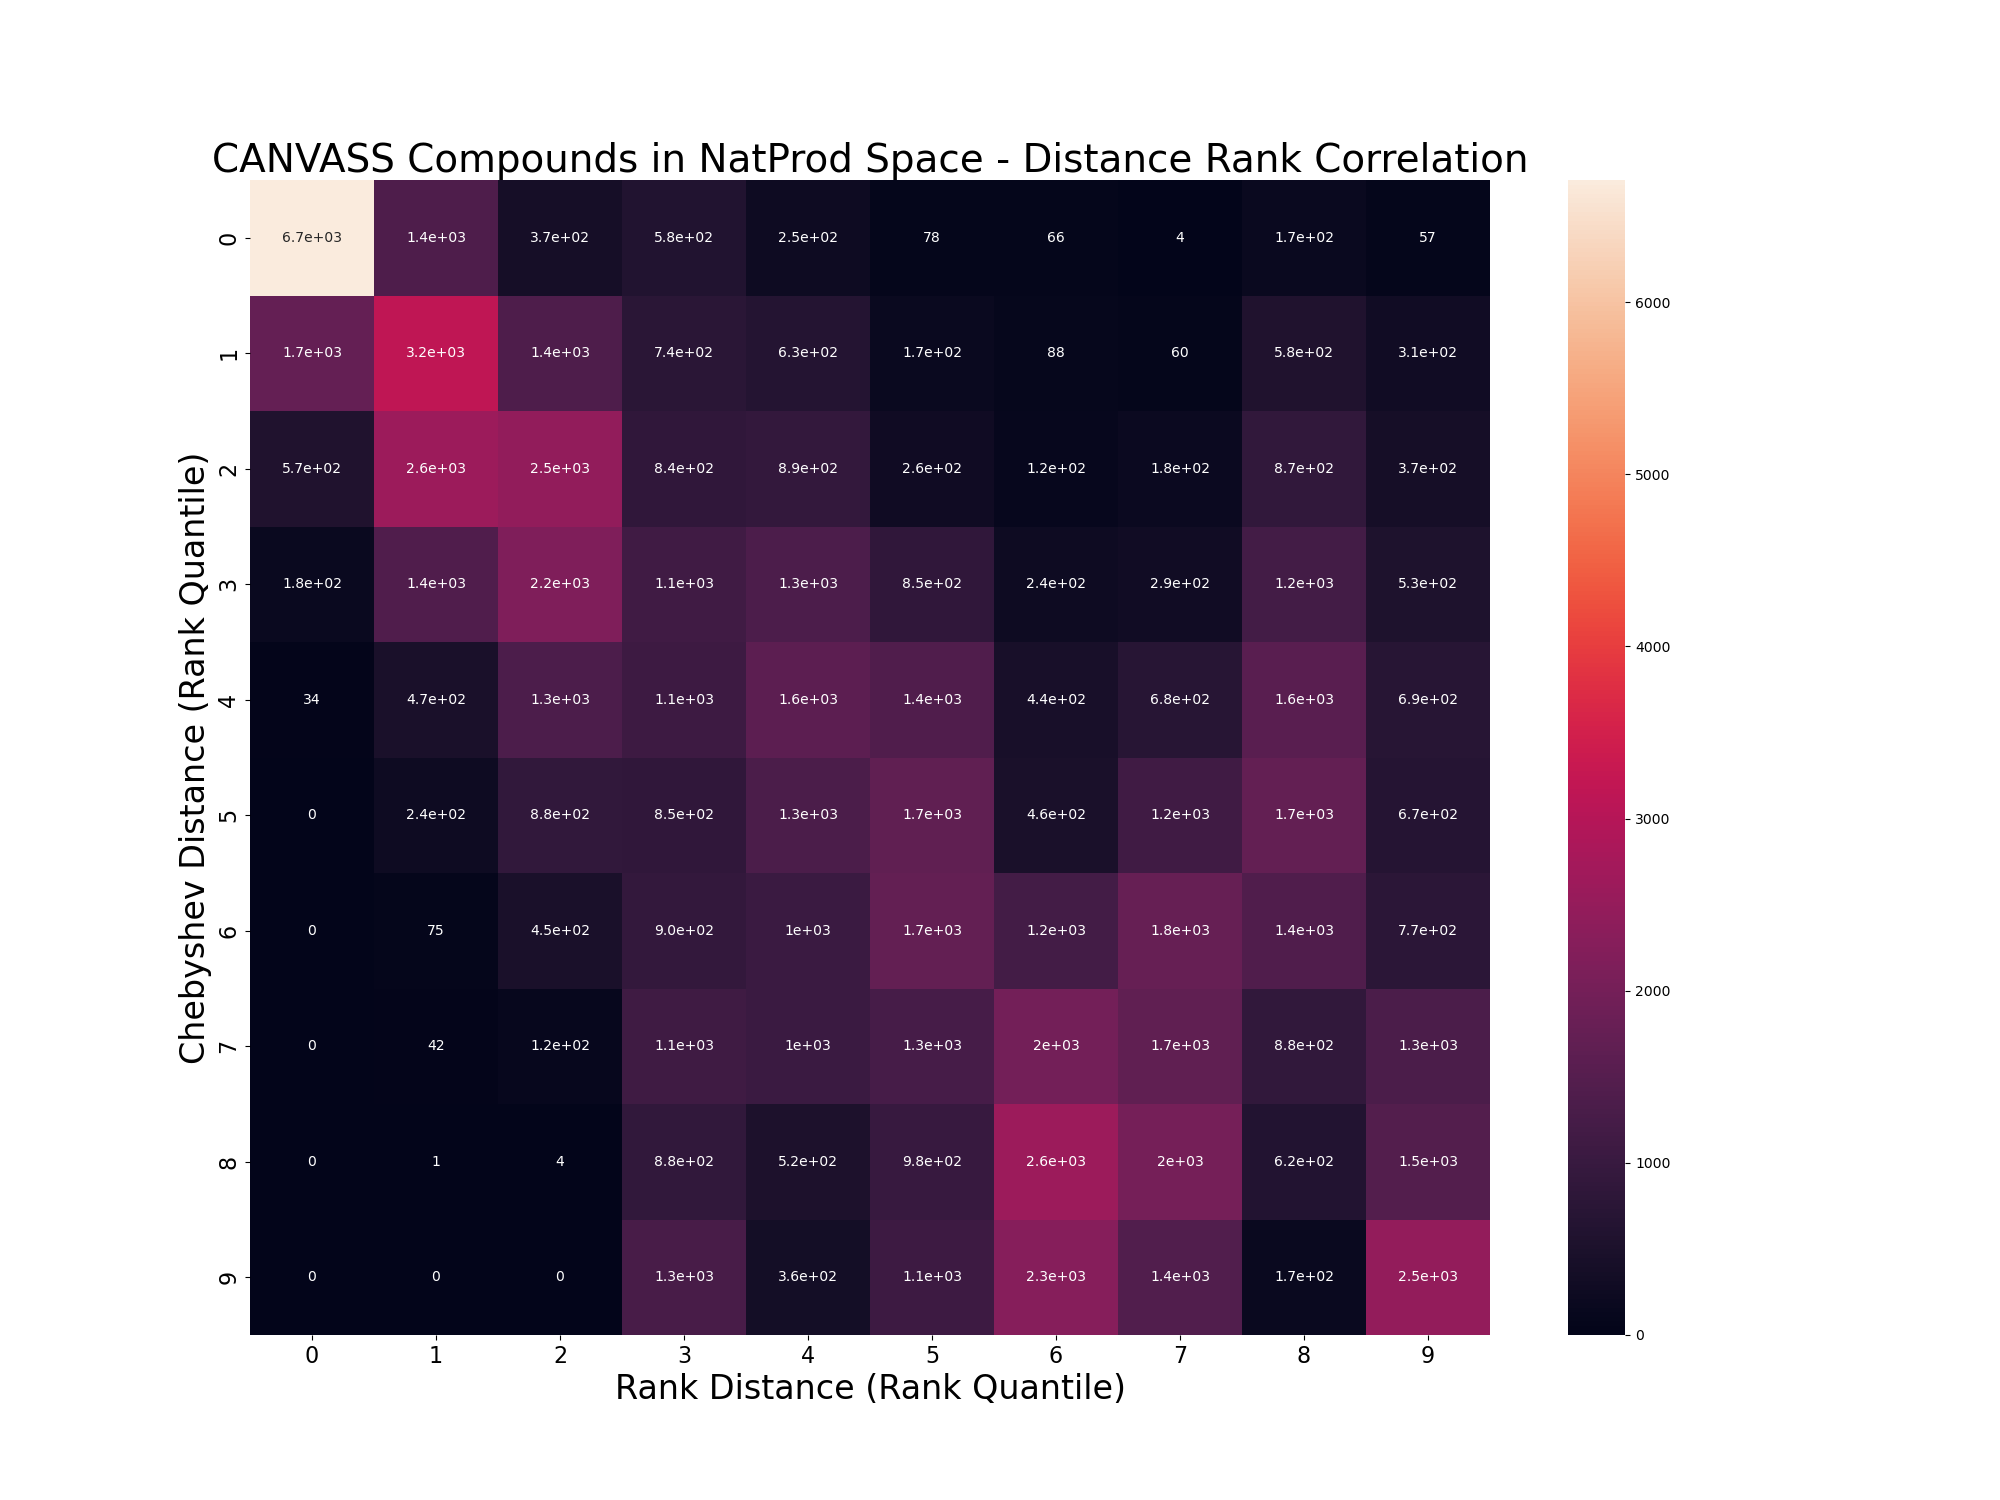 CANVASS Compounds in NatProd Space - Distance Rank Correlation
Chebyshev Distance (Rank Quantile)
0 6.7e+03 1.4e+03 3.7e+02 5.8e+02 2.5e+02 78 66 4 1.7e+02 57
1 1.7e+03 3.2e+03 1.4e+03 7.4e+02 6.3e+02 1.7e+02 88 60 5.8e+02 3.1e+02
2 5.7e+02 2.6e+03 2.5e+03 8.4e+02 8.9e+02 2.6e+02 1.2e+02 1.8e+02 8.7e+02 3.7e+02
3 1.8e+02 1.4e+03 2.2e+03 1.1e+03 1.3e+03 8.5e+02 2.4e+02 2.9e+02 1.2e+03 5.3e+02
4 34 4.7e+02 1.3e+03 1.1e+03 1.6e+03 1.4e+03 4.4e+02 6.8e+02 1.6e+03 6.9e+02
5 0 2.4e+02 8.8e+02 8.5e+02 1.3e+03 1.7e+03 4.6e+02 1.2e+03 1.7e+03 6.7e+02
6 0 75 4.5e+02 9.0e+02 1e+03 1.7e+03 1.2e+03 1.8e+03 1.4e+03 7.7e+02
7 0 42 1.2e+02 1.1e+03 1e+03 1.3e+03 2e+03 1.7e+03 8.8e+02 1.3e+03
8 0 1 4 8.8e+02 5.2e+02 9.8e+02 2.6e+03 2e+03 6.2e+02 1.5e+03
9 0 0 0 1.3e+03 3.6e+02 1.1e+03 2.3e+03 1.4e+03 1.7e+02 2.5e+03
0 1 2 3 4 5 6 7 8 9
Rank Distance (Rank Quantile)
6000
5000
4000
3000
2000
1000
0